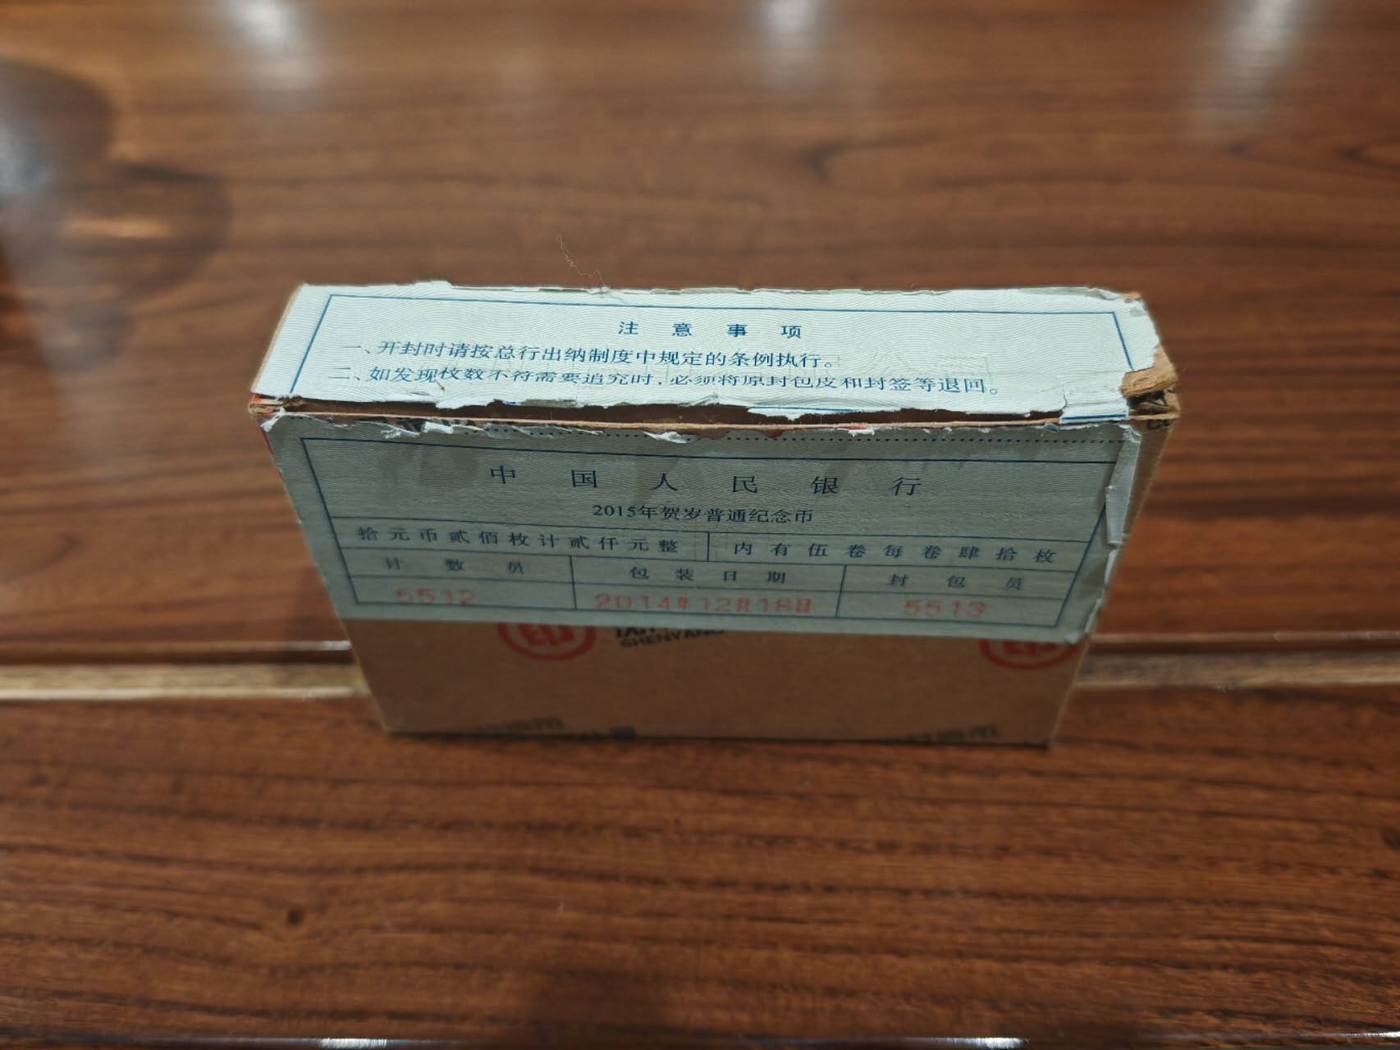 注意事项
一、开封时请按总行出纳制度中规定的条例执行。
二、如发现枚数不符需要追究时，必须将原封包皮和封签等退回。
中国人民银行
2015年贺岁普通纪念币
拾元币贰佰枚计贰仟元整 内有伍卷每卷肆拾枚
计数员 包装日期 封包员
5512 2014年12月18日 5513
SHENYANG